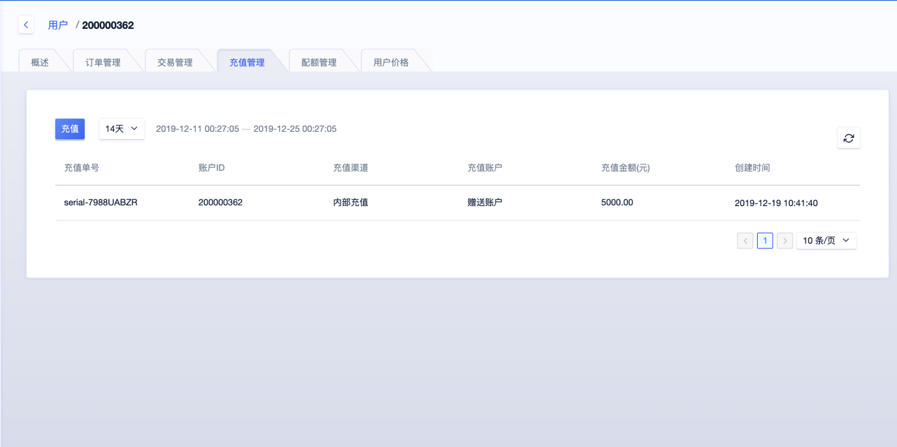 用户 / 200000362
概述 订单管理 交易管理 充值管理 配额管理 用户价格
充值 14天 2019-12-11 00:27:05 — 2019-12-25 00:27:05
充值单号 账户ID 充值渠道 充值账户 充值金额(元) 创建时间
serial-7988UABZR 200000362 内部充值 赠送账户 5000.00 2019-12-19 10:41:40
1 10 条/页